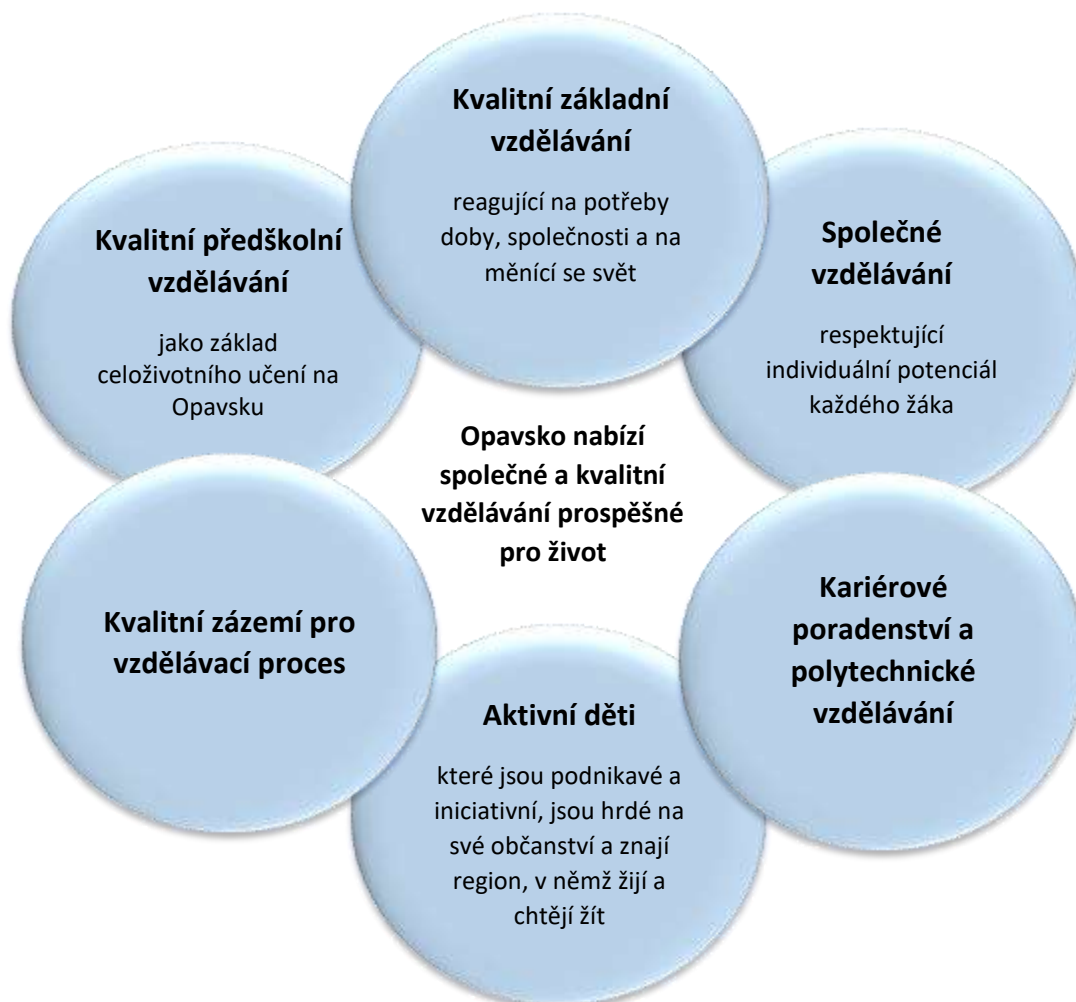 Kvalitní základní
vzdělávání
reagující na potřeby
doby, společnosti a na
měnící se svět
Kvalitní předškolní
vzdělávání
jako základ
celoživotního učení na
Opavsku
Společné
vzdělávání
respektující
individuální potenciál
každého žáka
Opavsko nabízí
společné a kvalitní
vzdělávání prospěšné
pro život
Kvalitní zázemí pro
vzdělávací proces
Kariérové
poradenství a
polytechnické
vzdělávání
Aktivní děti
které jsou podnikavé a
iniciativní, jsou hrdé na
své občanství a znají
region, v němž žijí a
chtějí žít